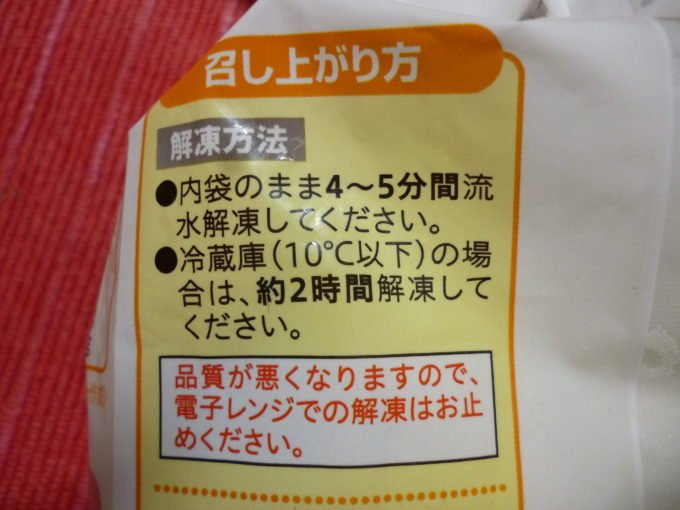 召し上がり方
解凍方法
●内袋のまま4〜5分間流
水解凍してください。
●冷蔵庫(10℃以下)の場
合は、約2時間解凍して
ください。
品質が悪くなりますので、
電子レンジでの解凍はお止
めください。